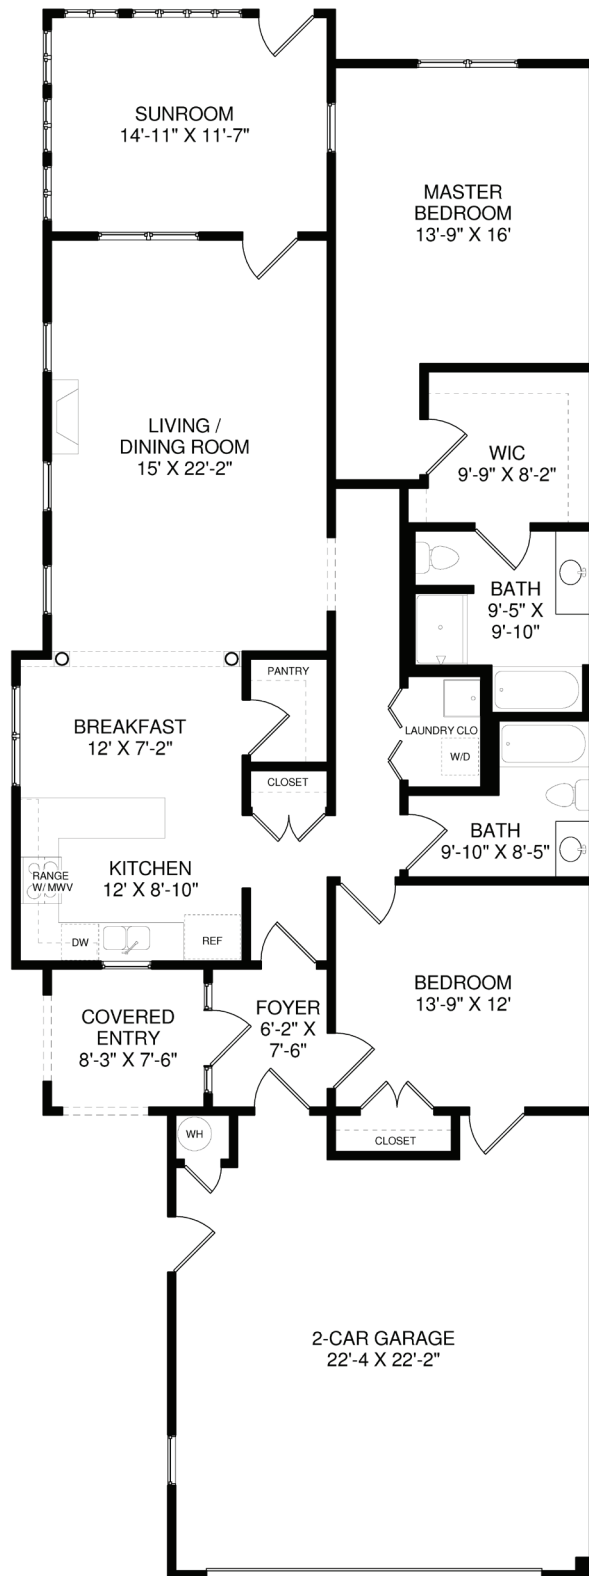 SUNROOM
14'-11" X 11'-7"
MASTER
BEDROOM
13'-9" X 16'
LIVING /
DINING ROOM
15' X 22'-2"
WIC
9'-9" X 8'-2"
BATH
9'-5" X
9'-10"
PANTRY
BREAKFAST
12' X 7'-2"
LAUNDRY CLO
W/D
CLOSET
BATH
9'-10" X 8'-5"
KITCHEN
12' X 8'-10"
RANGE
W/ MWV
DW
REF
BEDROOM
13'-9" X 12'
COVERED
ENTRY
8'-3" X 7'-6"
FOYER
6'-2" X
7'-6"
WH
CLOSET
2-CAR GARAGE
22'-4 X 22'-2"